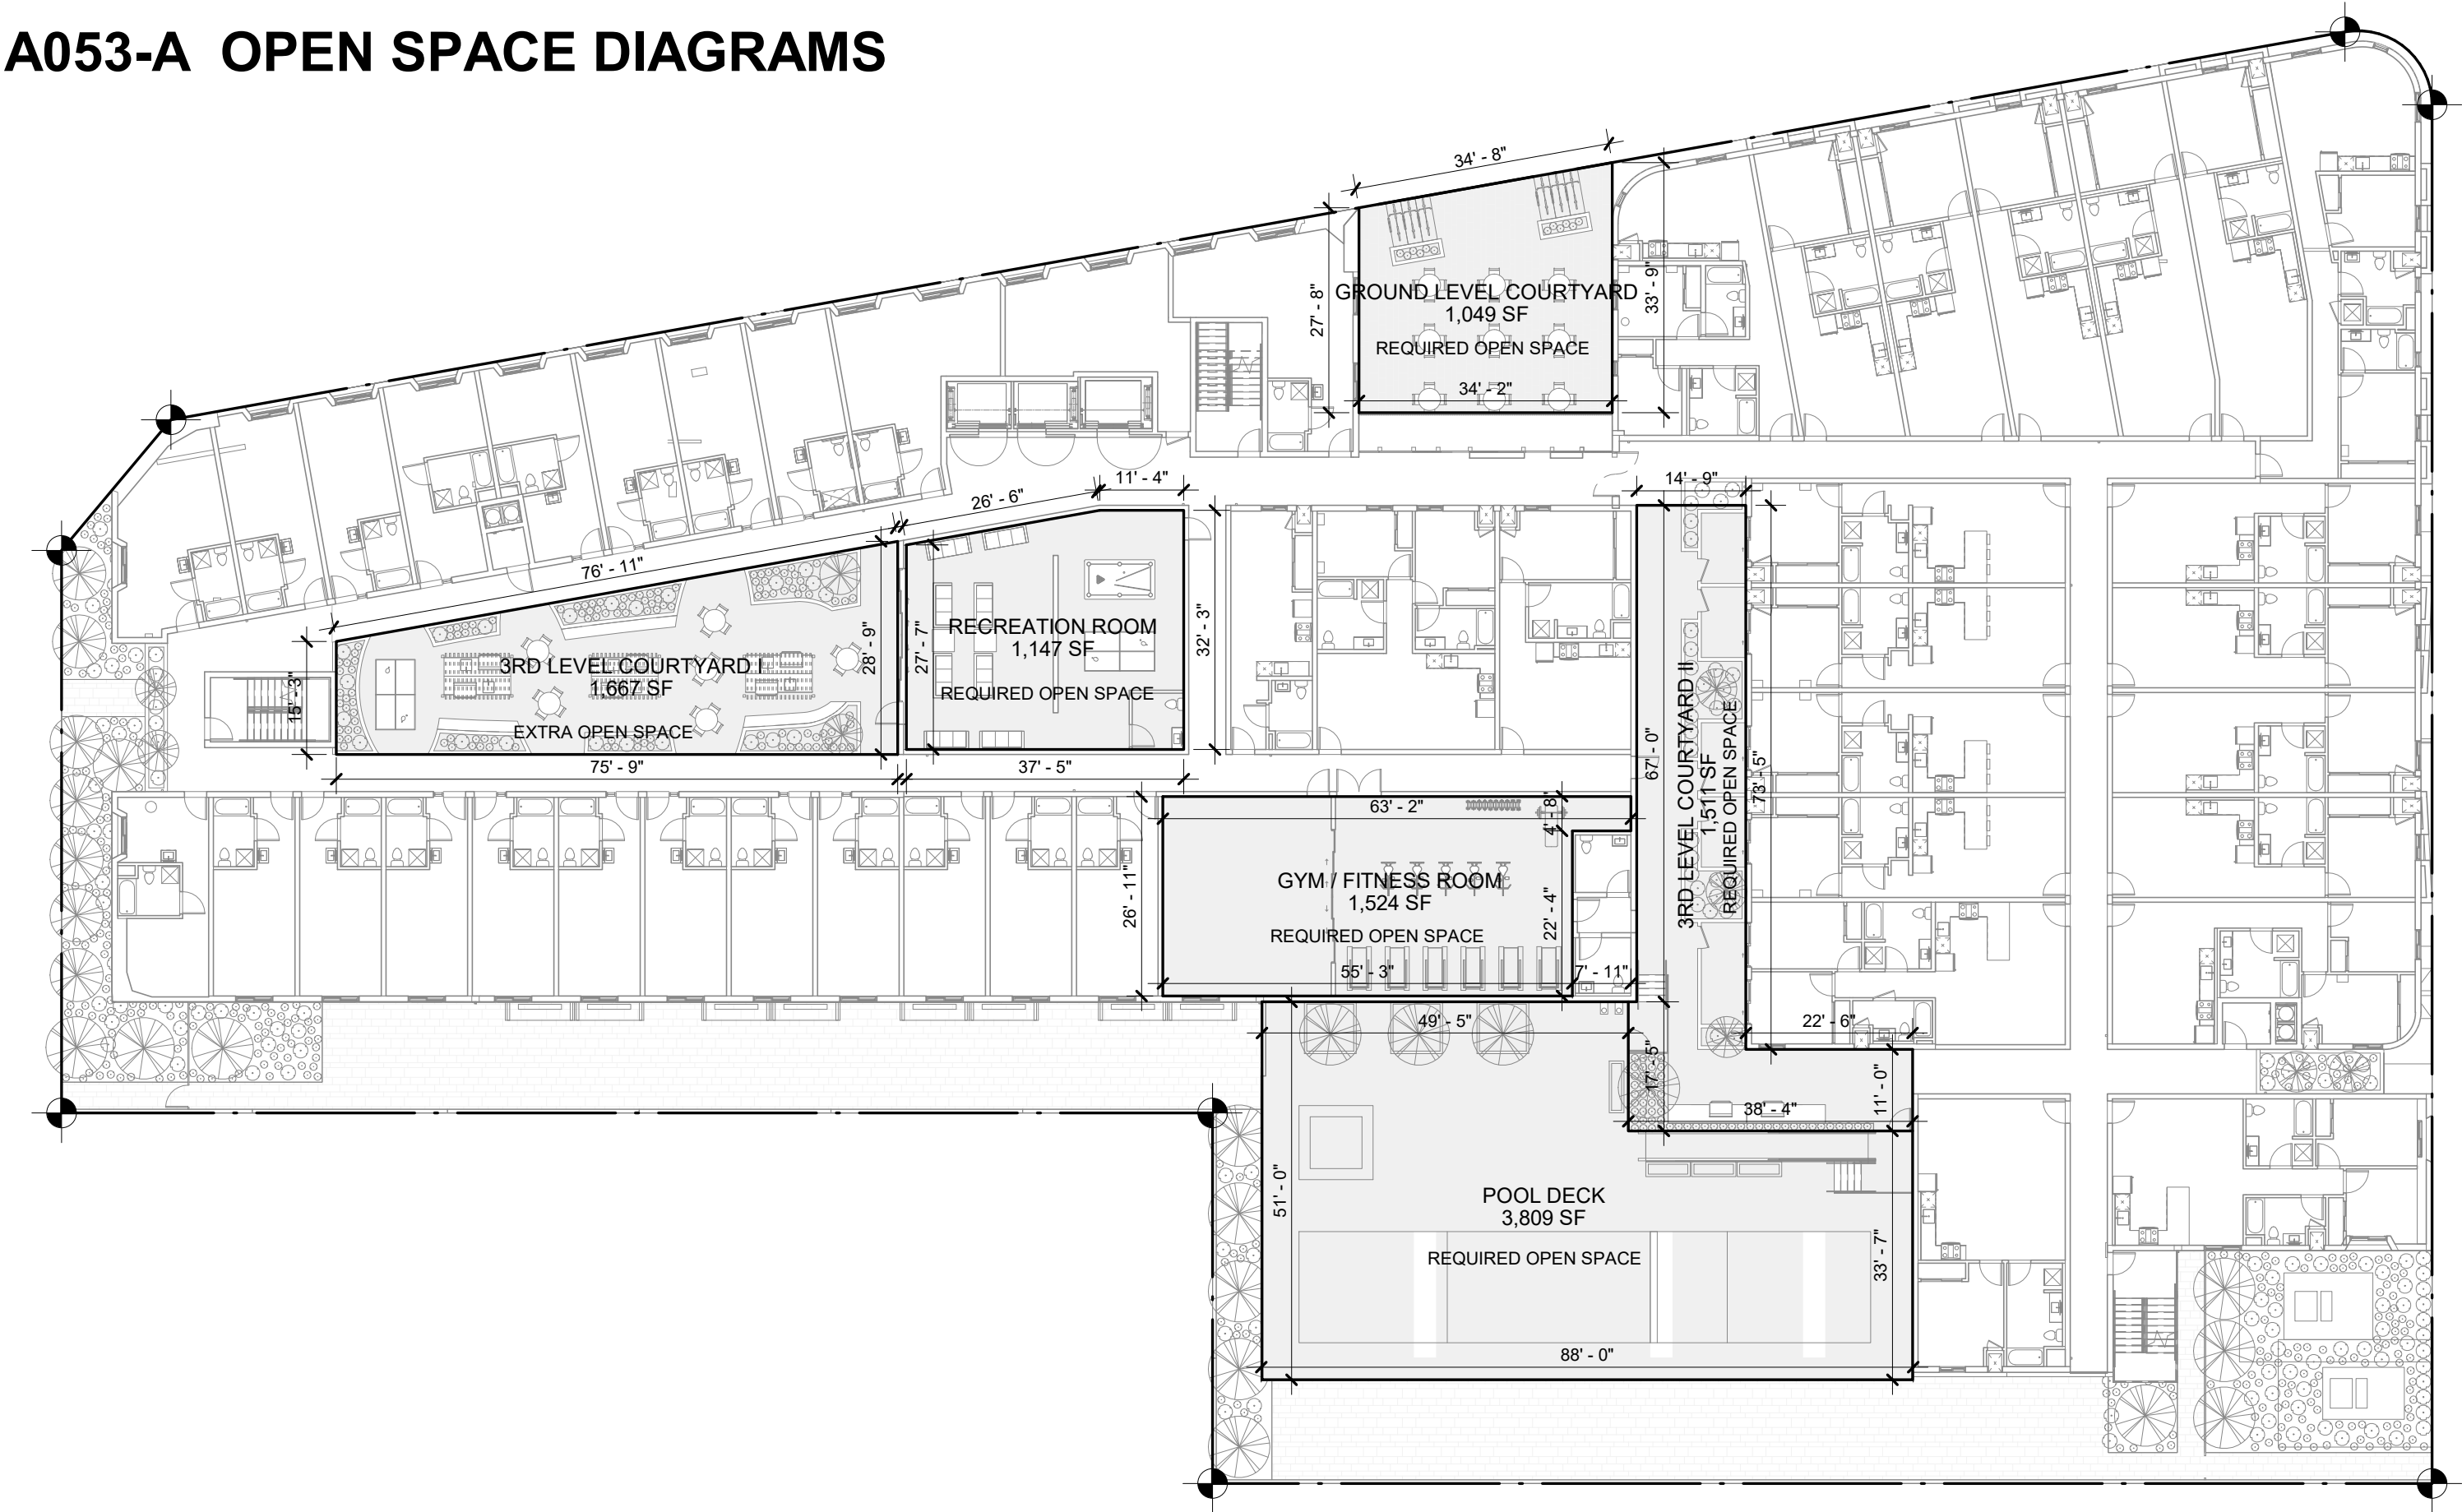 A053-A OPEN SPACE DIAGRAMS
34' - 8"
27' - 8"
33' - 9"
GROUND LEVEL COURTYARD
1,049 SF
REQUIRED OPEN SPACE
34' - 2"
11' - 4"
26' - 6"
14' - 9"
76' - 11"
15' - 3"
28' - 9"
27' - 7"
32' - 3"
3RD LEVEL COURTYARD I
1,667 SF
EXTRA OPEN SPACE
75' - 9"
RECREATION ROOM
1,147 SF
REQUIRED OPEN SPACE
37' - 5"
67' - 0"
3RD LEVEL COURTYARD II
1,511 SF
REQUIRED OPEN SPACE
73' - 5"
63' - 2"
4' - 8"
26' - 11"
GYM / FITNESS ROOM
1,524 SF
REQUIRED OPEN SPACE
22' - 4"
55' - 3"
7' - 11"
49' - 5"
22' - 6"
17' - 5"
38' - 4"
11' - 0"
51' - 0"
POOL DECK
3,809 SF
REQUIRED OPEN SPACE
33' - 7"
88' - 0"